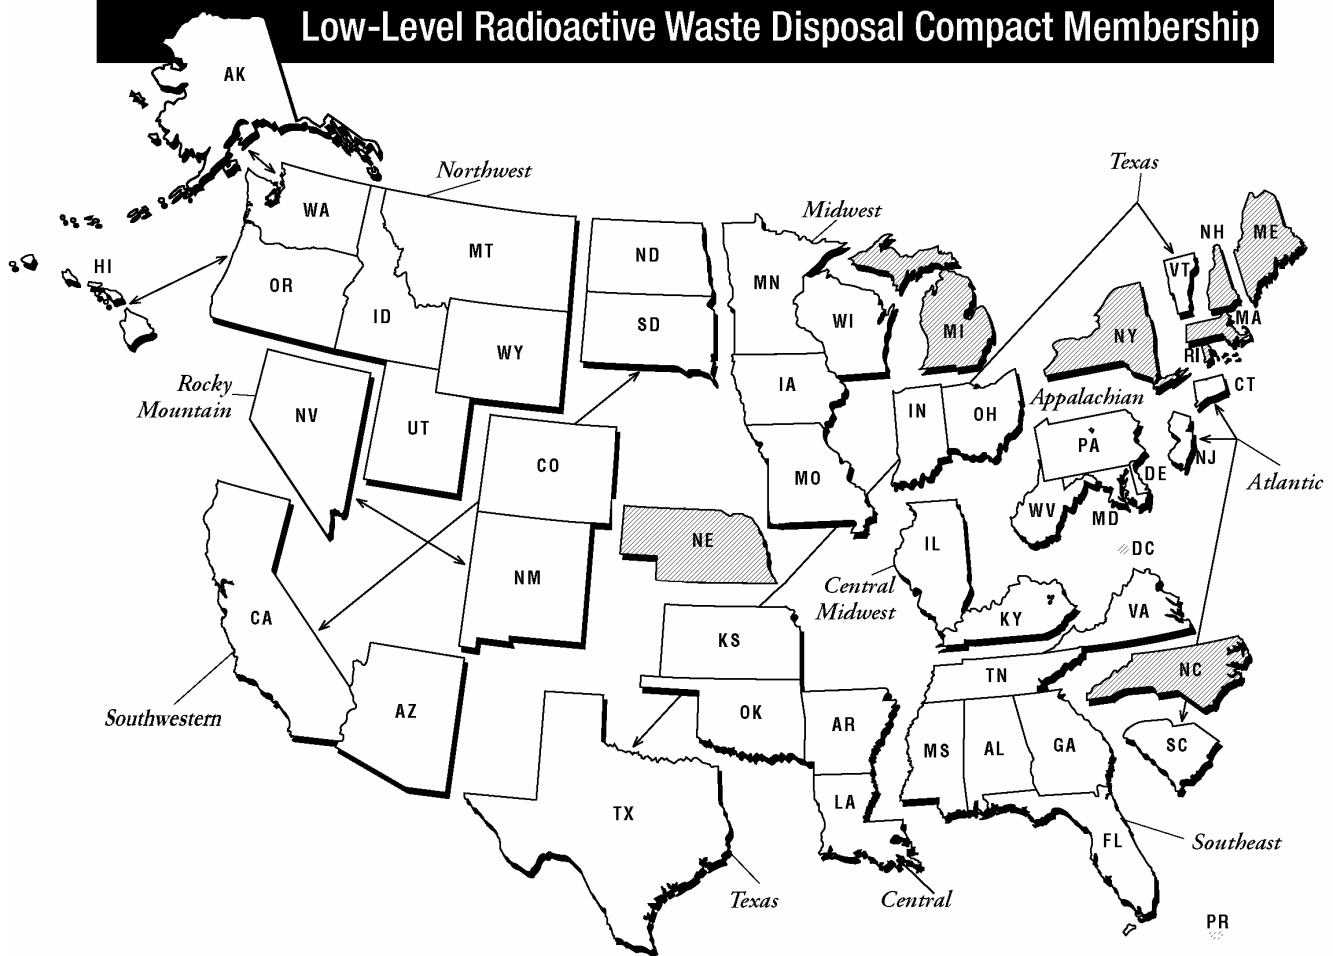 Low-Level Radioactive Waste Disposal Compact Membership
AK
Northwest
Texas
Midwest
WA
MT
ND
MN
NH
ME
VT
HI
OR
ID
SD
WI
MI
NY
MA
RI
WY
IA
CT
Rocky
Mountain
NV
UT
IN
OH
Appalachian
CO
MO
PA
NJ
DE
Atlantic
WV
MD
NE
IL
DC
NM
Central
Midwest
CA
KS
KY
VA
TN
NC
Southwestern
AZ
OK
AR
MS
AL
GA
SC
TX
LA
FL
Southeast
Texas
Central
PR